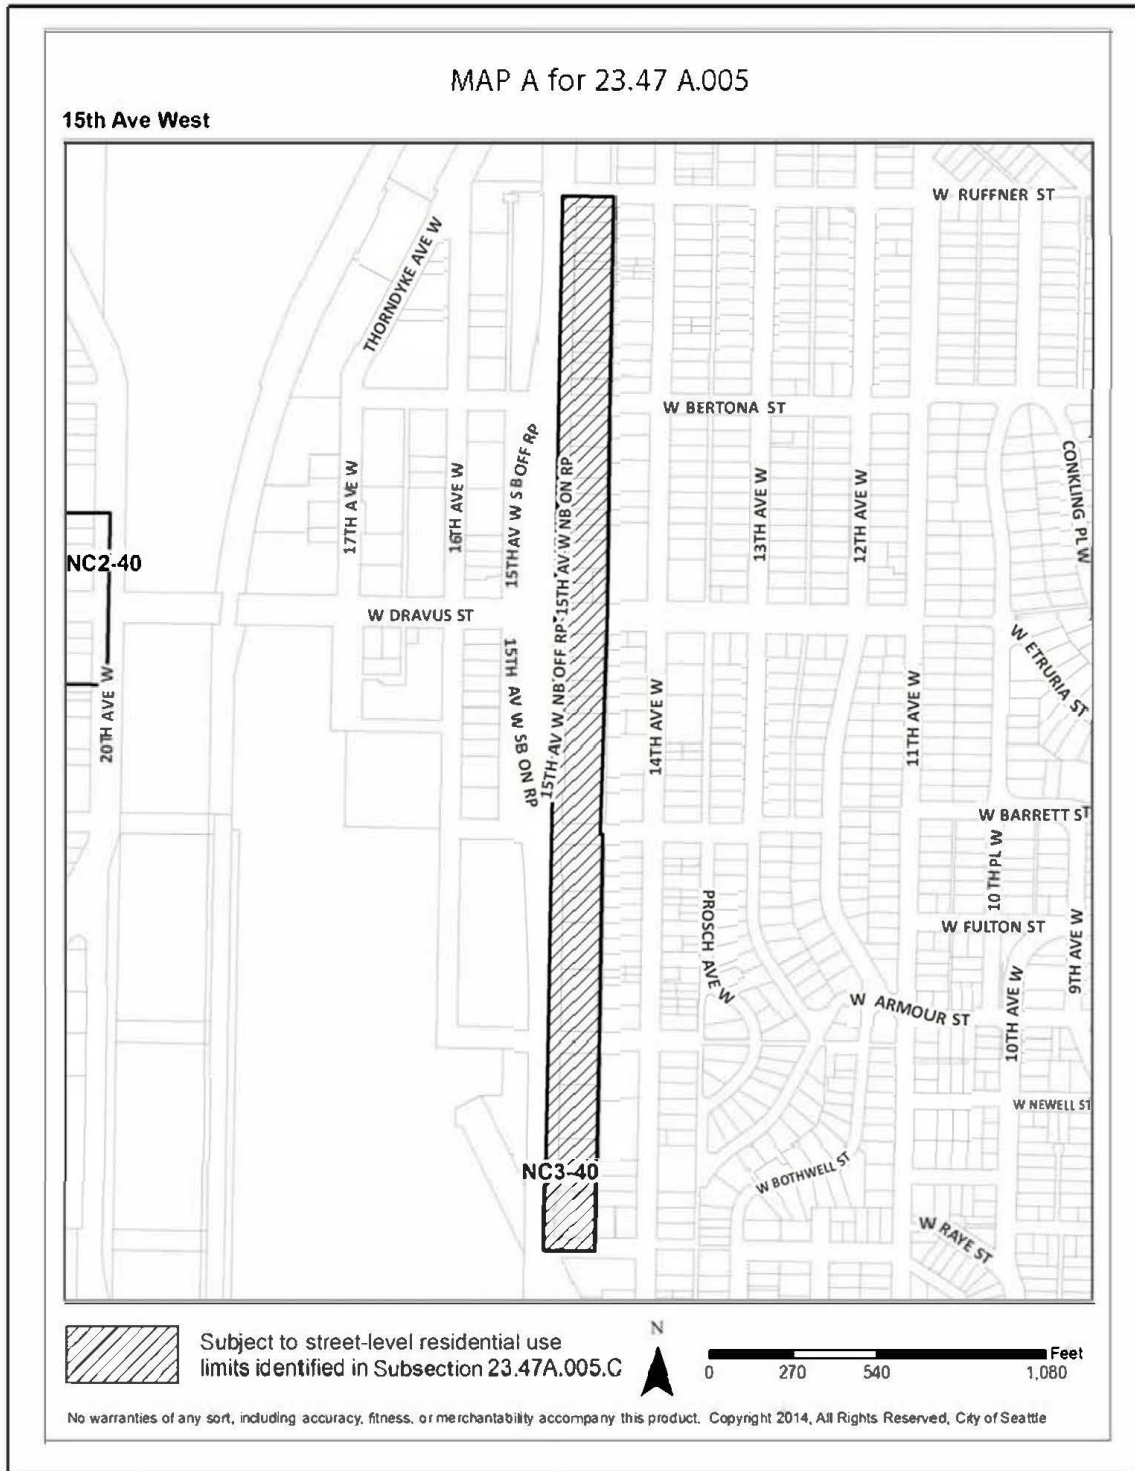 MAP A for 23.47 A.005
15th Ave West
W RUFFNER ST
THORNDYKE AVE W
W BERTONA ST
15TH AV W SB OFF RP
CONKLING PL W
17TH AVE W
16TH AVE W
15TH AV W NB ON RP
13TH AVE W
12TH AVE W
NC2-40
W DRAVUS ST
15TH AV W SB ON RP
15TH AV W NB OFF RP
W ETRURIA ST
20TH AVE W
14TH AVE W
11TH AVE W
W BARRETT ST
10TH PL W
PROSCH AVE W
W FULTON ST
9TH AVE W
W ARMOUR ST
10TH AVE W
W NEWELL ST
NC3-40
W BOTHWELL ST
W RAYE ST
Subject to street-level residential use
limits identified in Subsection 23.47A.005.C
N
Feet
0 270 540 1,080
No warranties of any sort, including accuracy, fitness, or merchantability accompany this product. Copyright 2014, All Rights Reserved, City of Seattle